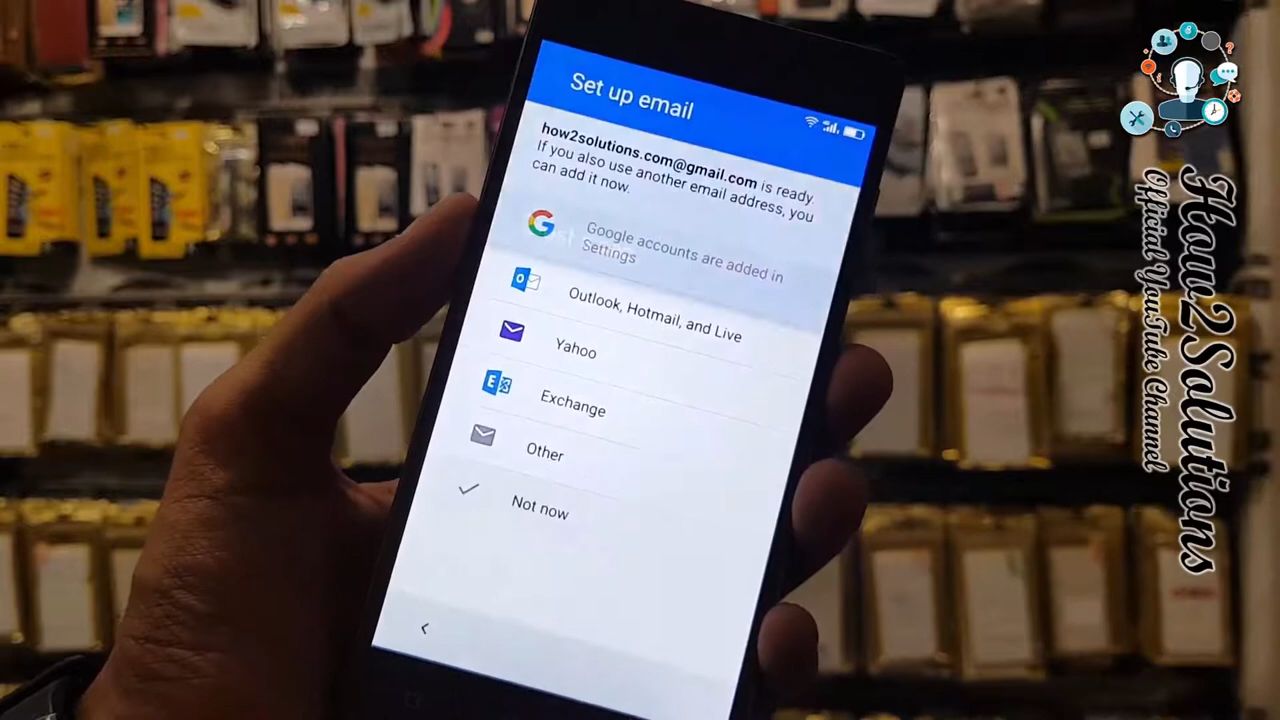 Set up email
how2solutions.com@gmail.com is ready.
If you also use another email address, you
can add it now.
Google accounts are added in
Settings
Outlook, Hotmail, and Live
Yahoo
Exchange
Other
Not now
How2Solutions
Official YouTube Channel